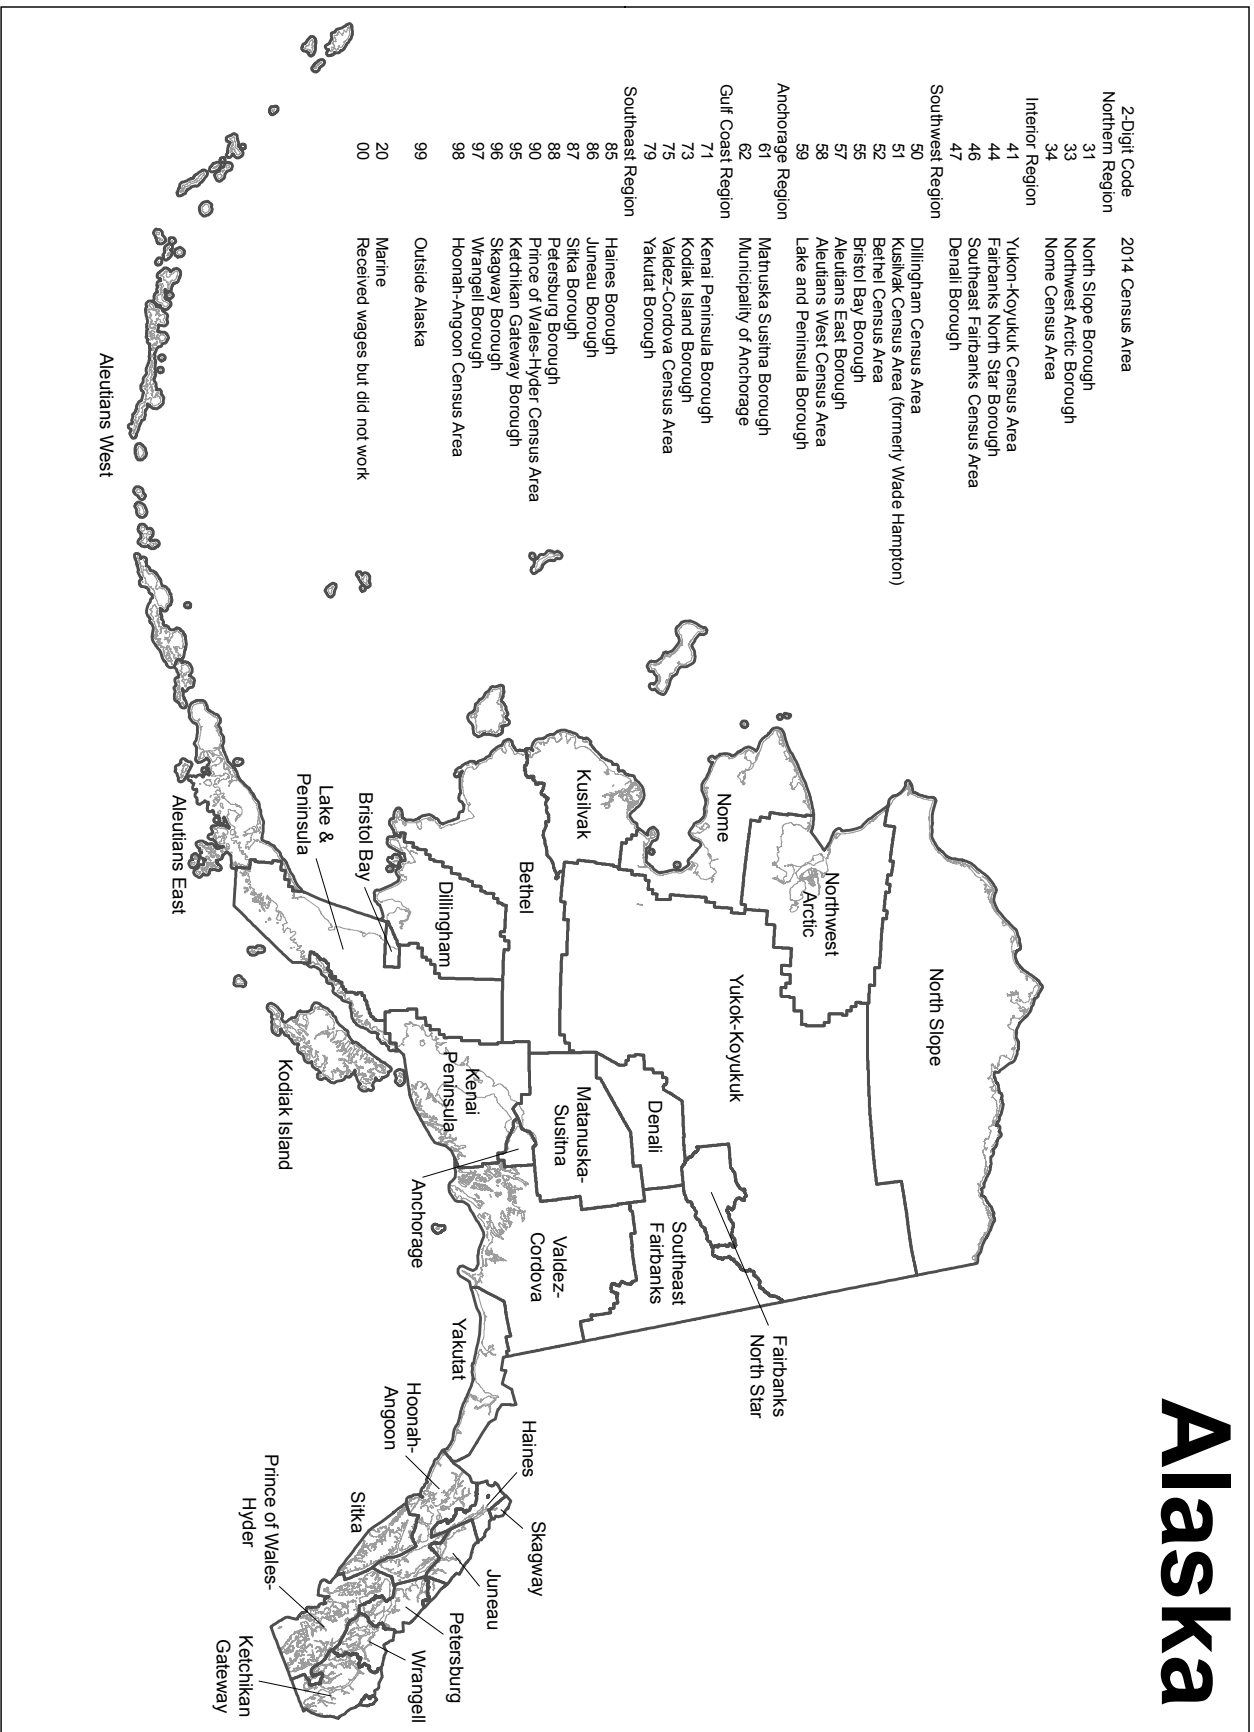 Alaska
2-Digit Code 2014 Census Area
Northern Region
31 North Slope Borough
33 Northwest Arctic Borough
34 Nome Census Area
Interior Region
41 Yukon-Koyukuk Census Area
44 Fairbanks North Star Borough
46 Southeast Fairbanks Census Area
47 Denali Borough
Southwest Region
50 Dillingham Census Area
51 Kusilvak Census Area (formerly Wade Hampton)
52 Bethel Census Area
55 Bristol Bay Borough
57 Aleutians East Borough
58 Aleutians West Census Area
59 Lake and Peninsula Borough
Anchorage Region
61 Matnuska Susitna Borough
62 Municipality of Anchorage
Gulf Coast Region
71 Kenai Peninsula Borough
73 Kodiak Island Borough
75 Valdez-Cordova Census Area
79 Yakutat Borough
Southeast Region
85 Haines Borough
86 Juneau Borough
87 Sitka Borough
88 Petersburg Borough
90 Prince of Wales-Hyder Census Area
95 Ketchikan Gateway Borough
96 Skagway Borough
97 Wrangell Borough
98 Hoonah-Angoon Census Area
99 Outside Alaska
20 Marine
00 Received wages but did not work
North Slope
Northwest
Arctic
Nome
Yukok-Koyukuk
Fairbanks
North Star
Southeast
Fairbanks
Denali
Kusilvak
Bethel
Matanuska-
Susitna
Valdez-
Cordova
Dillingham
Kenai
Peninsula
Anchorage
Bristol Bay
Lake &
Peninsula
Kodiak Island
Aleutians East
Aleutians West
Yakutat
Haines
Skagway
Hoonah-
Angoon
Juneau
Sitka
Petersburg
Wrangell
Prince of Wales-
Hyder
Ketchikan
Gateway